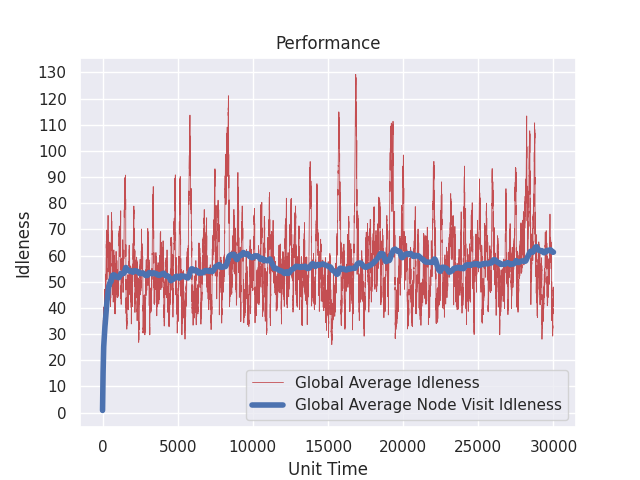 Performance
130
120
110
100
90
80
70
60
50
40
30
20
10
0
Idleness
Global Average Idleness
Global Average Node Visit Idleness
0 5000 10000 15000 20000 25000 30000
Unit Time